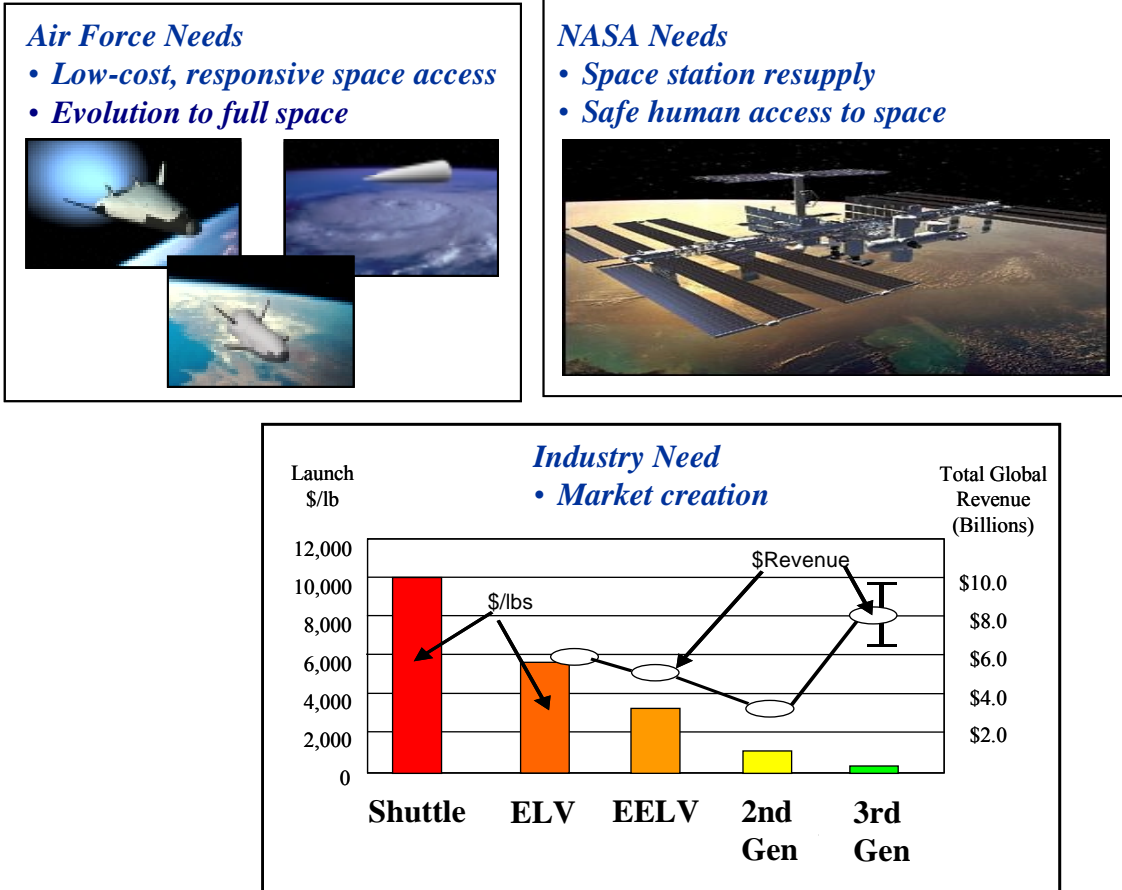 Air Force Needs
• Low-cost, responsive space access
• Evolution to full space
NASA Needs
• Space station resupply
• Safe human access to space
Industry Need
• Market creation
Launch
$/lb
Total Global
Revenue
(Billions)
12,000
10,000
8,000
6,000
4,000
2,000
0
$/lbs
$Revenue
$10.0
$8.0
$6.0
$4.0
$2.0
Shuttle
ELV
EELV
2nd
Gen
3rd
Gen